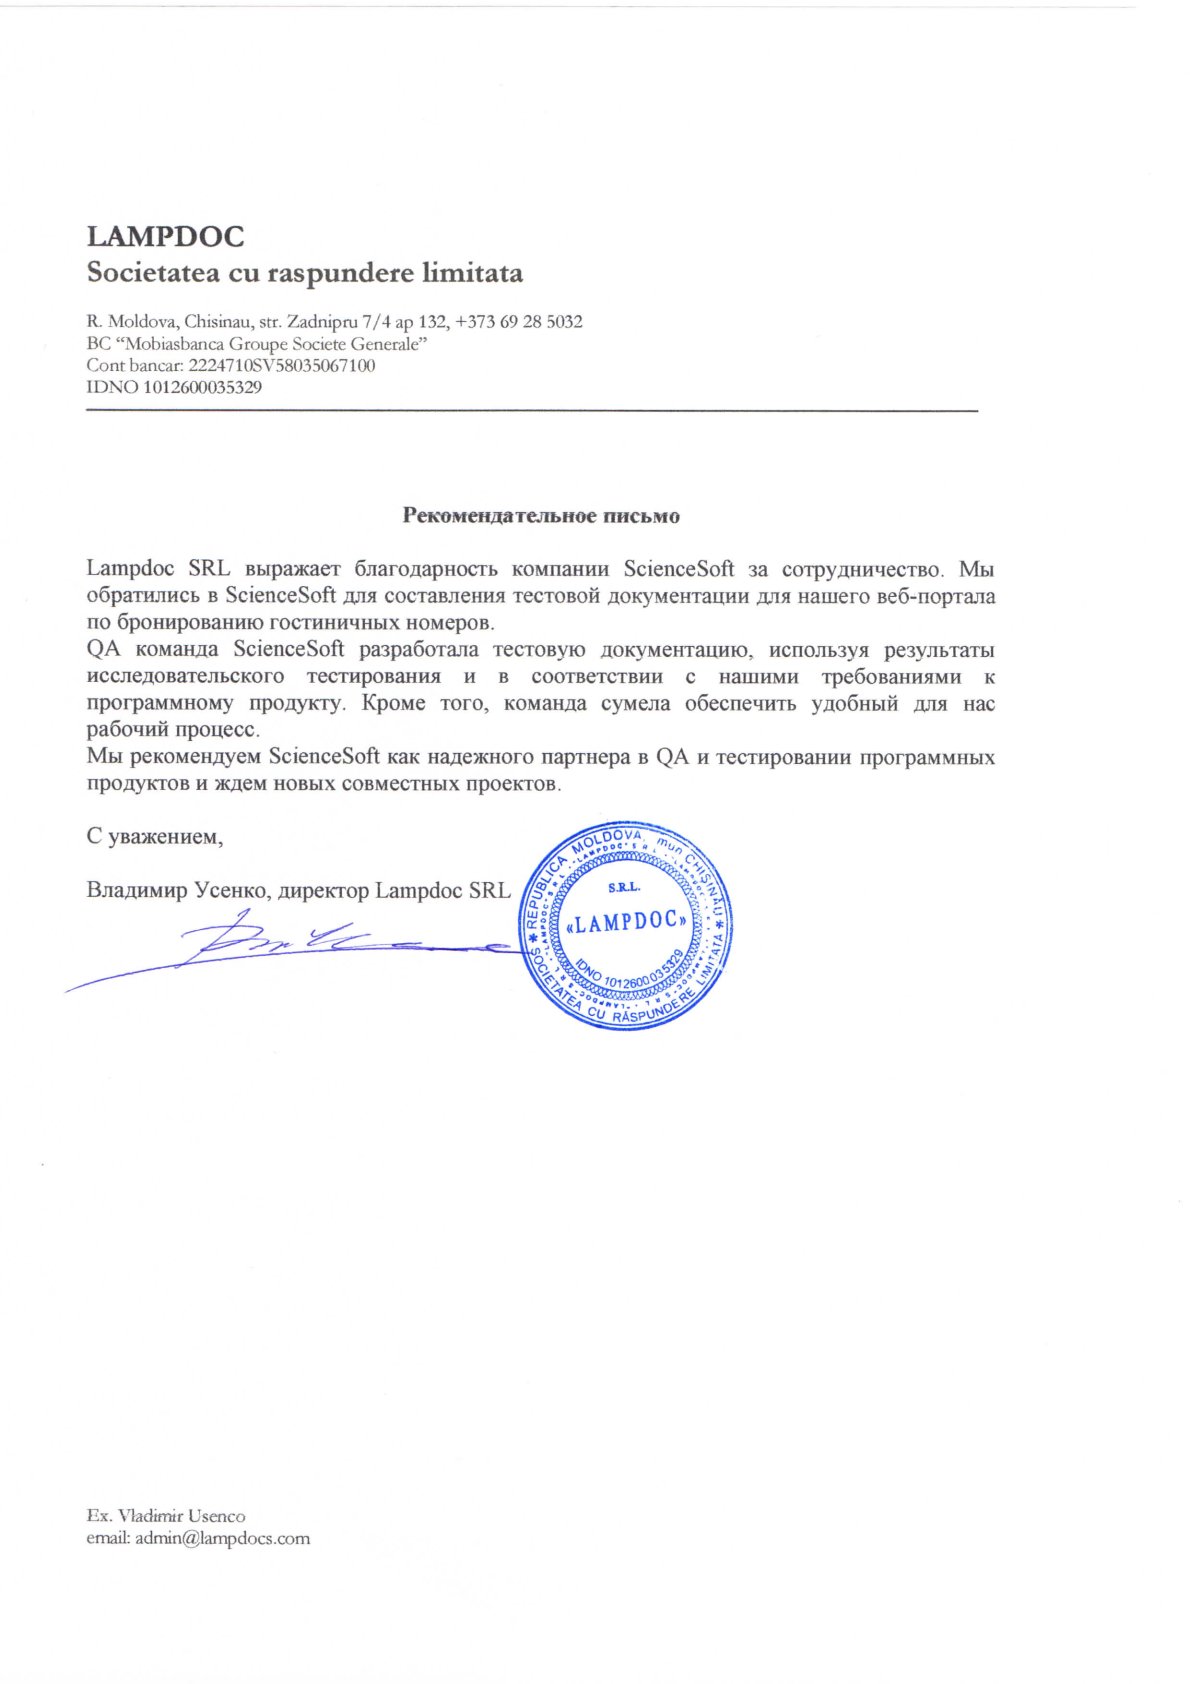 LAMPDOC
Societatea cu raspundere limitata
R. Moldova, Chisinau, str. Zadnipru 7/4 ap 132, +373 69 28 5032
BC “Mobiasbanca Groupe Societe Generale”
Cont bancar: 2224710SV58035067100
IDNO 1012600035329
Рекомендательное письмо
Lampdoc SRL выражает благодарность компании ScienceSoft за сотрудничество. Мы
обратились в ScienceSoft для составления тестовой документации для нашего веб-портала
по бронированию гостиничных номеров.
QA команда ScienceSoft разработала тестовую документацию, используя результаты
исследовательского тестирования и в соответствии с нашими требованиями к
программному продукту. Кроме того, команда сумела обеспечить удобный для нас
рабочий процесс.
Мы рекомендуем ScienceSoft как надежного партнера в QA и тестировании программных
продуктов и ждем новых совместных проектов.
С уважением,
Владимир Усенко, директор Lampdoc SRL
REPUBLICA MOLDOVA, mun CHIȘINĂU
SOCIETATEA CU RĂSPUNDERE LIMITATĂ
S.R.L.
«LAMPDOC»
IDNO 1012600035329
Ex. Vladimir Usenco
email: admin@lampdocs.com